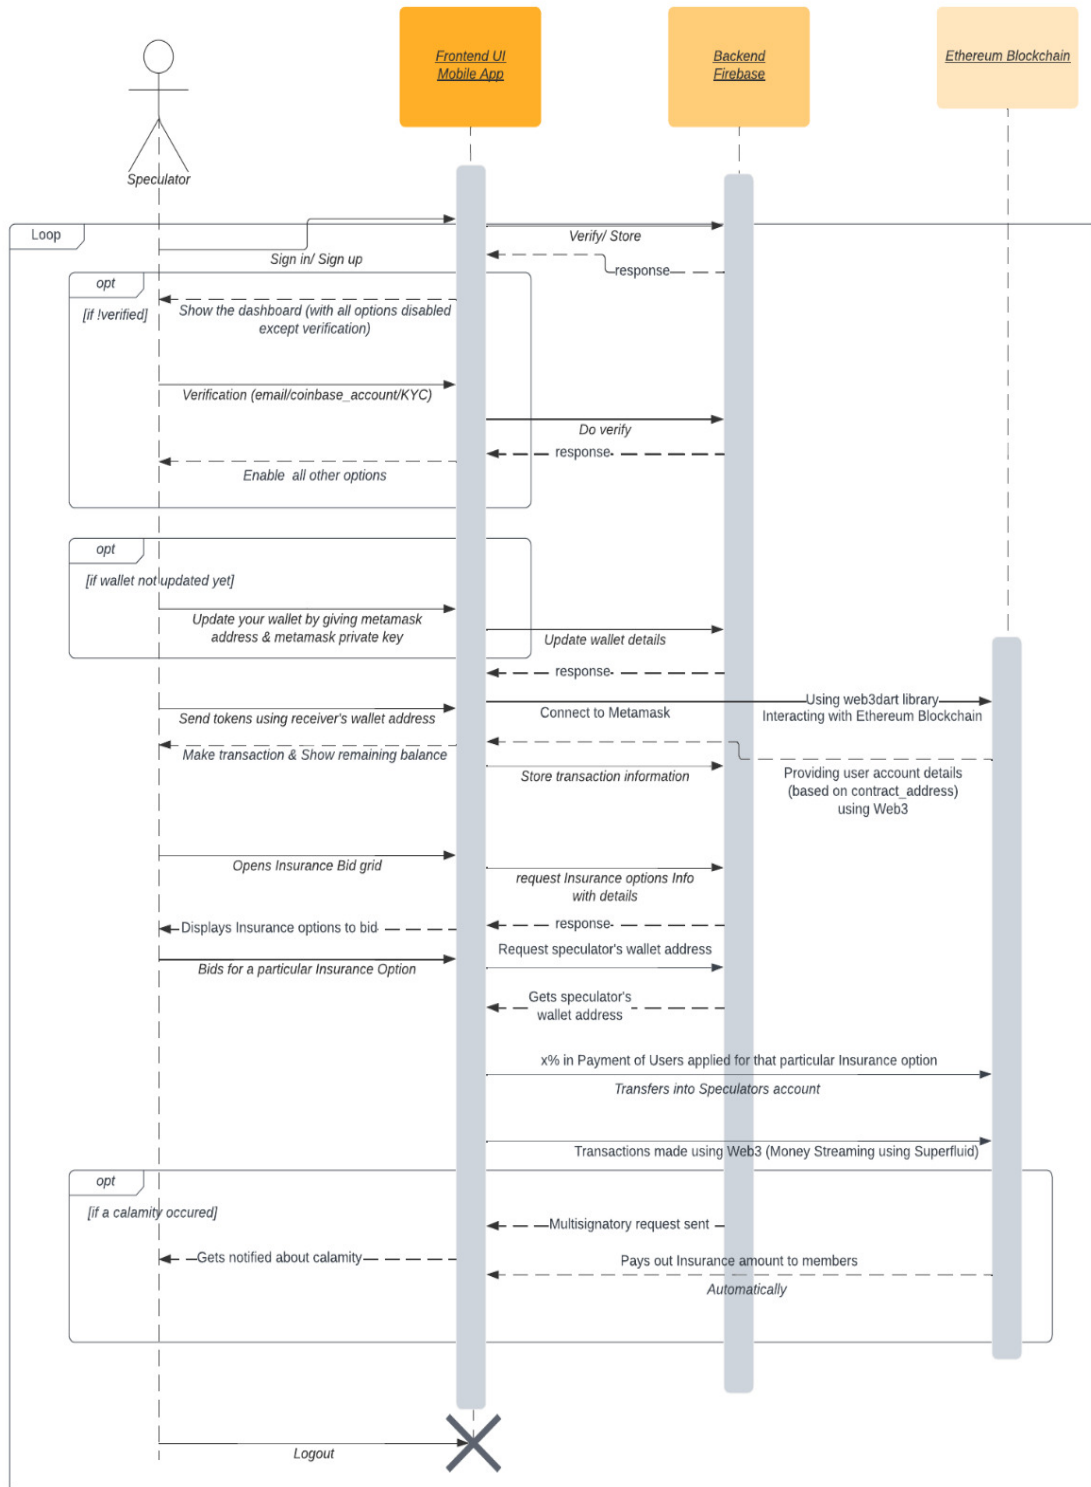 Frontend UI
Mobile App
Backend
Firebase
Ethereum Blockchain
Speculator
Loop
Sign in/ Sign up
Verify/ Store
response
opt
[if !verified]
Show the dashboard (with all options disabled
except verification)
Verification (email/coinbase_account/KYC)
Do verify
response
Enable all other options
opt
[if wallet not updated yet]
Update your wallet by giving metamask
address & metamask private key
Update wallet details
response
Send tokens using receiver's wallet address
Connect to Metamask
Using web3dart library
Interacting with Ethereum Blockchain
Make transaction & Show remaining balance
Store transaction information
Providing user account details
(based on contract_address)
using Web3
Opens Insurance Bid grid
request Insurance options Info
with details
response
Displays Insurance options to bid
Request speculator's wallet address
Bids for a particular Insurance Option
Gets speculator's
wallet address
x% in Payment of Users applied for that particular Insurance option
Transfers into Speculators account
Transactions made using Web3 (Money Streaming using Superfluid)
opt
[if a calamity occured]
Multisignatory request sent
Gets notified about calamity
Pays out Insurance amount to members
Automatically
Logout